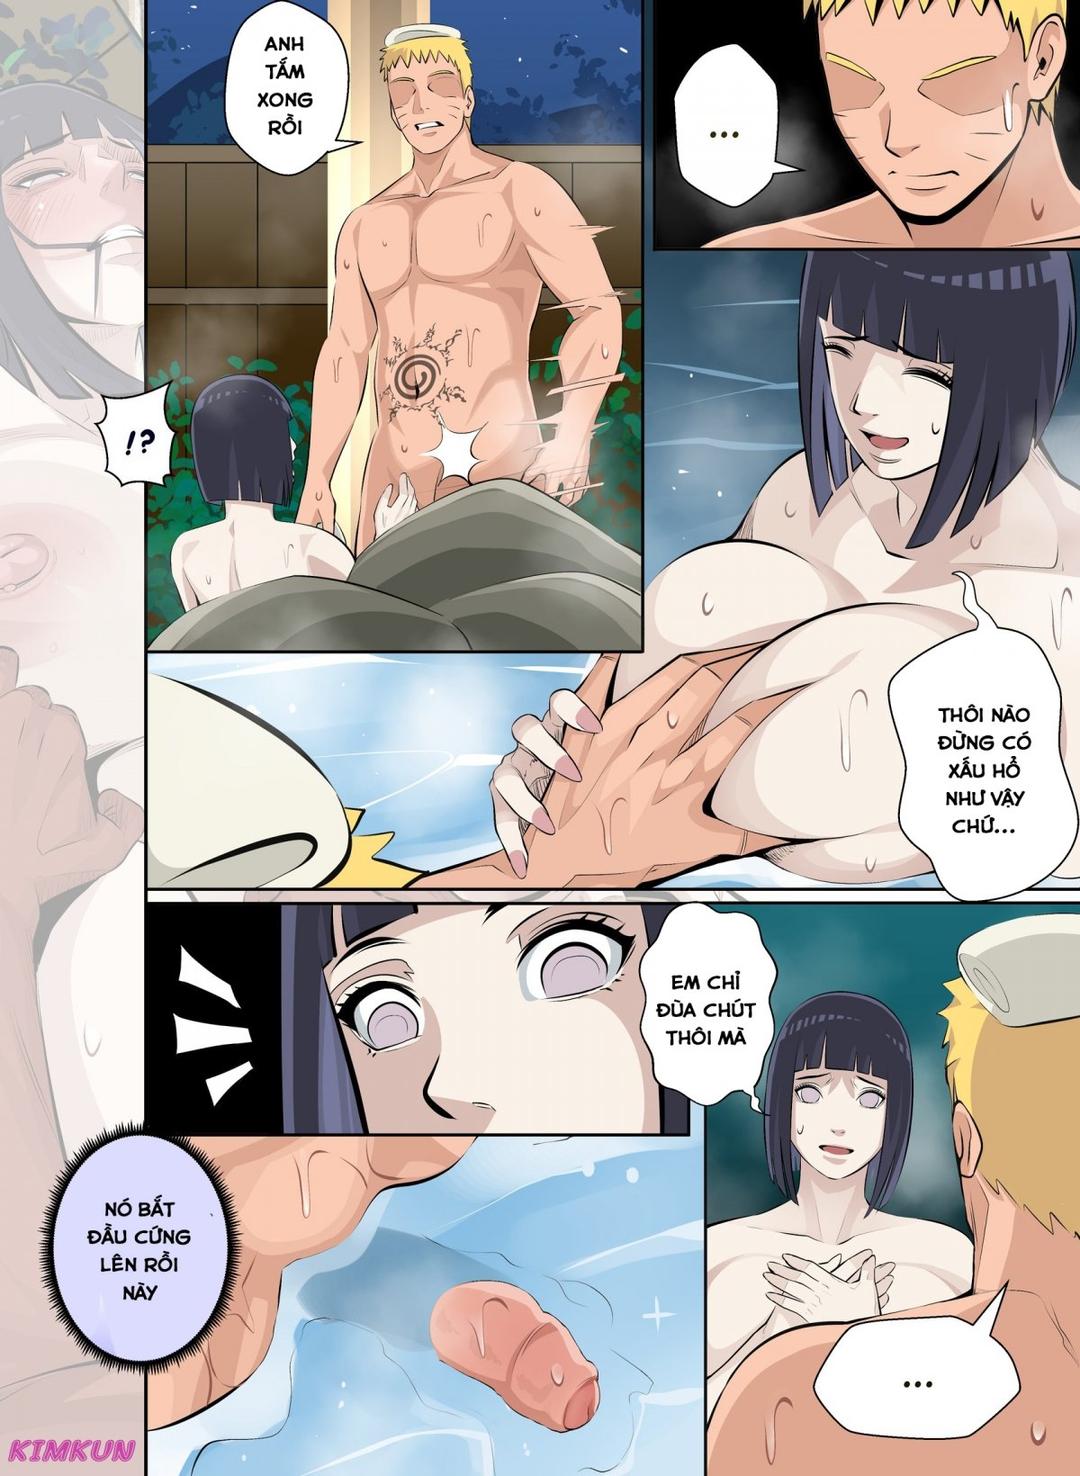 ...
ANH
TẮM
XONG
RỒI
!?
THÔI NÀO
ĐỪNG CÓ
XẤU HỔ
NHƯ VẬY
CHỨ...
EM CHỈ
ĐÙA CHÚT
THÔI MÀ
NÓ BẮT
ĐẦU CỨNG
LÊN RỒI
NÀY
...
KIMKUN